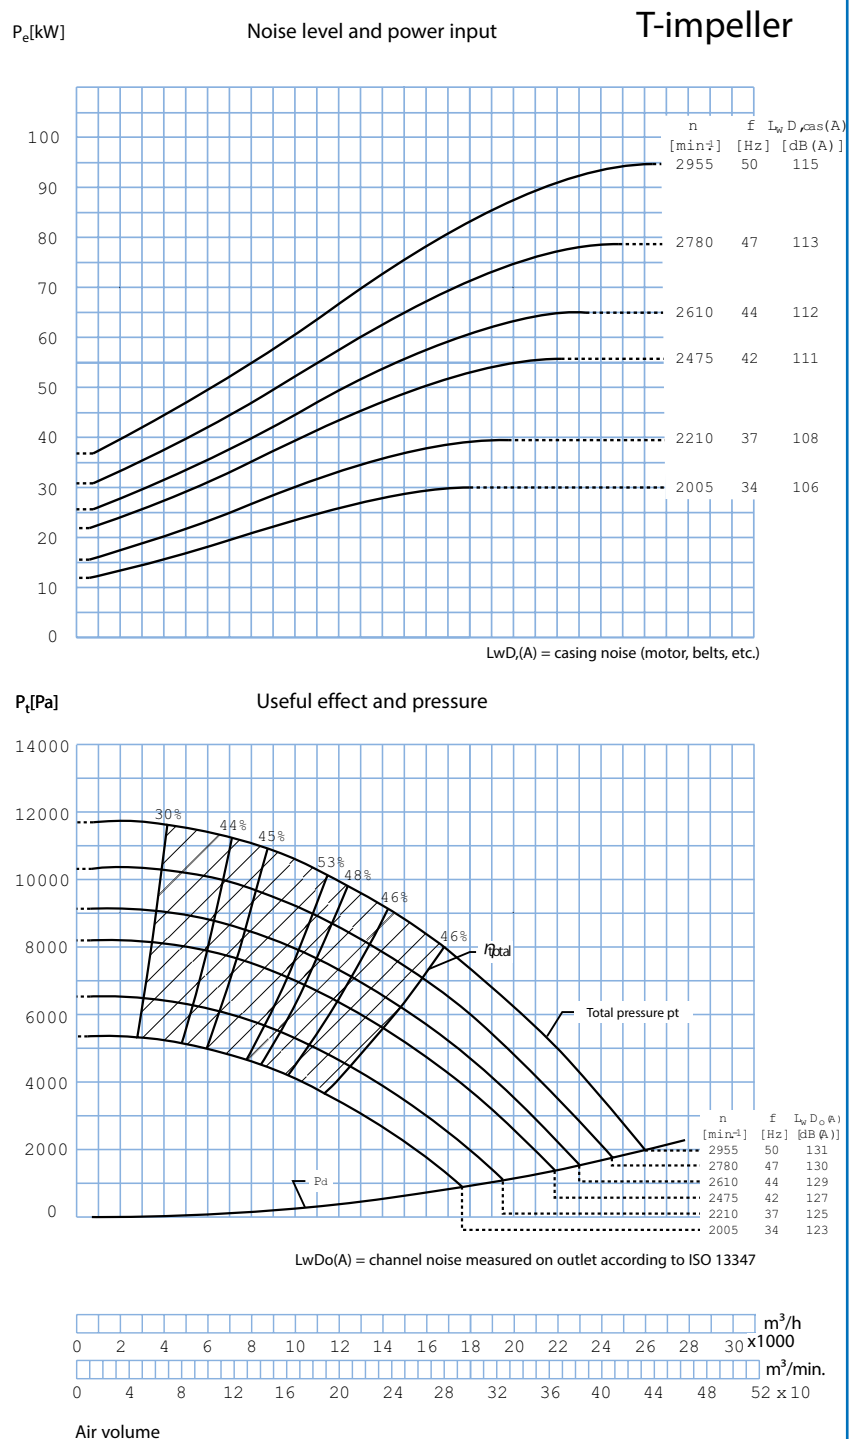 T-impeller
Pe[kW] Noise level and power input
n f LwD,cas(A)
[min-1] [Hz] [dB(A)]
100
2955 50 115
90
80
2780 47 113
70
2610 44 112
60
2475 42 111
50
40
2210 37 108
30
2005 34 106
20
10
0
LwD,(A) = casing noise (motor, belts, etc.)
Pt[Pa] Useful effect and pressure
14000
12000
30% 44% 45% 53% 48% 46% 46%
10000
8000
ηtotal
6000
Total pressure pt
4000
2000
n f LwDo(A)
[min-1] [Hz] [dB(A)]
2955 50 131
2780 47 130
2610 44 129
2475 42 127
2210 37 125
2005 34 123
Pd
0
LwDo(A) = channel noise measured on outlet according to ISO 13347
m³/h
0 2 4 6 8 10 12 14 16 18 20 22 24 26 28 30 x1000
m³/min.
0 4 8 12 16 20 24 28 32 36 40 44 48 52 x 10
Air volume